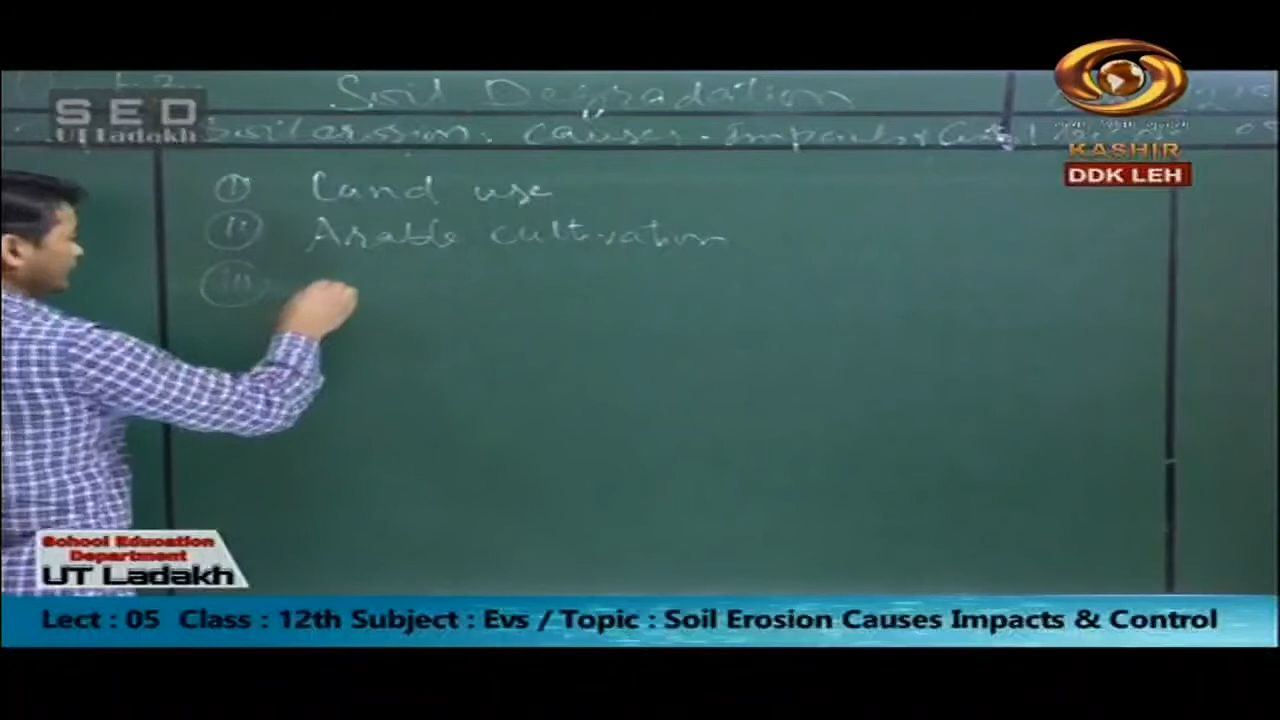 Soil Degradation
SED
UT Ladakh
Soil erosion. Causes. Impacts &
KASHIR
DDK LEH
i Land use
ii Arable cultivation
iii
School Education
Department
UT Ladakh
Lect : 05 Class : 12th Subject : Evs / Topic : Soil Erosion Causes Impacts & Control